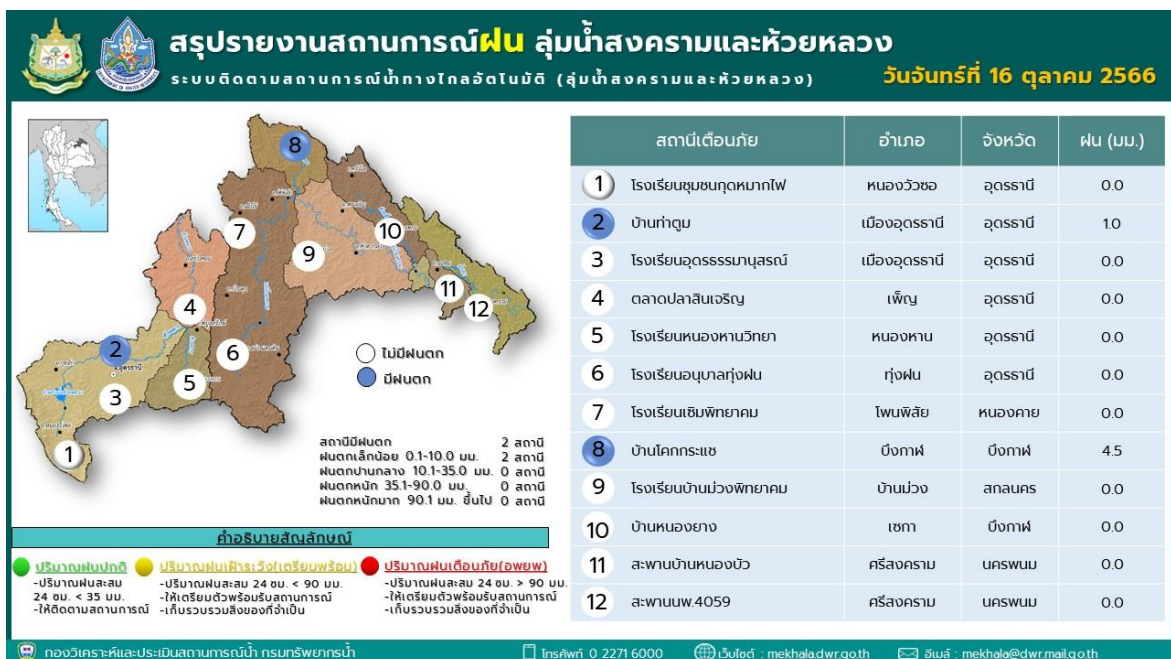 สรุปรายงานสถานการณ์ฝน ลุ่มน้ำสงครามและห้วยหลวง
ระบบติดตามสถานการณ์น้ำทางไกลอัตโนมัติ (ลุ่มน้ำสงครามและห้วยหลวง)
วันจันทร์ที่ 16 ตุลาคม 2566
8
7
10
9
11
12
4
2
6
5
3
1
ไม่มีฝนตก
มีฝนตก
สถานีมีฝนตก 2 สถานี
ฝนตกเล็กน้อย 0.1-10.0 มม. 2 สถานี
ฝนตกปานกลาง 10.1-35.0 มม. 0 สถานี
ฝนตกหนัก 35.1-90.0 มม. 0 สถานี
ฝนตกหนักมาก 90.1 มม. ขึ้นไป 0 สถานี
คำอธิบายสัญลักษณ์
ปริมาณฝนปกติ
-ปริมาณฝนสะสม
24 ชม. < 35 มม.
-ให้ติดตามสถานการณ์
ปริมาณฝนเฝ้าระวัง(เตรียมพร้อม)
-ปริมาณฝนสะสม 24 ชม. < 90 มม.
-ให้เตรียมตัวพร้อมรับสถานการณ์
-เก็บรวบรวมสิ่งของที่จำเป็น
ปริมาณฝนเตือนภัย(อพยพ)
-ปริมาณฝนสะสม 24 ชม. > 90 มม.
-ให้เตรียมตัวพร้อมรับสถานการณ์
-เก็บรวบรวมสิ่งของที่จำเป็น
สถานีเตือนภัย อำเภอ จังหวัด ฝน (มม.)
1 โรงเรียนชุมชนกุดหมากไฟ หนองวัวซอ อุดรธานี 0.0
2 บ้านท่าตูม เมืองอุดรธานี อุดรธานี 1.0
3 โรงเรียนอุดรธรรมานุสรณ์ เมืองอุดรธานี อุดรธานี 0.0
4 ตลาดปลาสินเจริญ เพ็ญ อุดรธานี 0.0
5 โรงเรียนหนองหานวิทยา หนองหาน อุดรธานี 0.0
6 โรงเรียนอนุบาลทุ่งฝน ทุ่งฝน อุดรธานี 0.0
7 โรงเรียนเซิมพิทยาคม โพนพิสัย หนองคาย 0.0
8 บ้านโคกกระแซ บึงกาฬ บึงกาฬ 4.5
9 โรงเรียนบ้านม่วงพิทยาคม บ้านม่วง สกลนคร 0.0
10 บ้านหนองยาง เซกา บึงกาฬ 0.0
11 สะพานบ้านหนองบัว ศรีสงคราม นครพนม 0.0
12 สะพานนพ.4059 ศรีสงคราม นครพนม 0.0
กองวิเคราะห์และประเมินสถานการณ์น้ำ กรมทรัพยากรน้ำ
โทรศัพท์ 0 2271 6000
เว็บไซต์ : mekhala.dwr.go.th
อีเมล์ : mekhala@dwr.mail.go.th